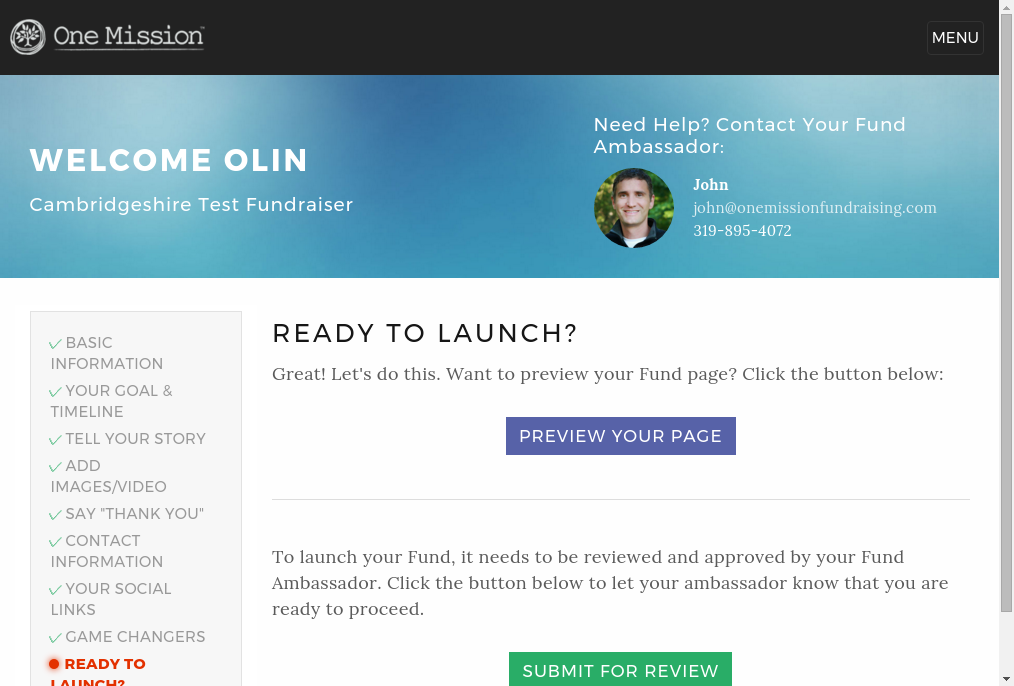 One Mission
MENU
WELCOME OLIN
Cambridgeshire Test Fundraiser
Need Help? Contact Your Fund
Ambassador:
John
john@onemissionfundraising.com
319-895-4072
BASIC
INFORMATION
YOUR GOAL &
TIMELINE
TELL YOUR STORY
ADD
IMAGES/VIDEO
SAY "THANK YOU"
CONTACT
INFORMATION
YOUR SOCIAL
LINKS
GAME CHANGERS
READY TO
LAUNCH?
READY TO LAUNCH?
Great! Let's do this. Want to preview your Fund page? Click the button below:
PREVIEW YOUR PAGE
To launch your Fund, it needs to be reviewed and approved by your Fund
Ambassador. Click the button below to let your ambassador know that you are
ready to proceed.
SUBMIT FOR REVIEW